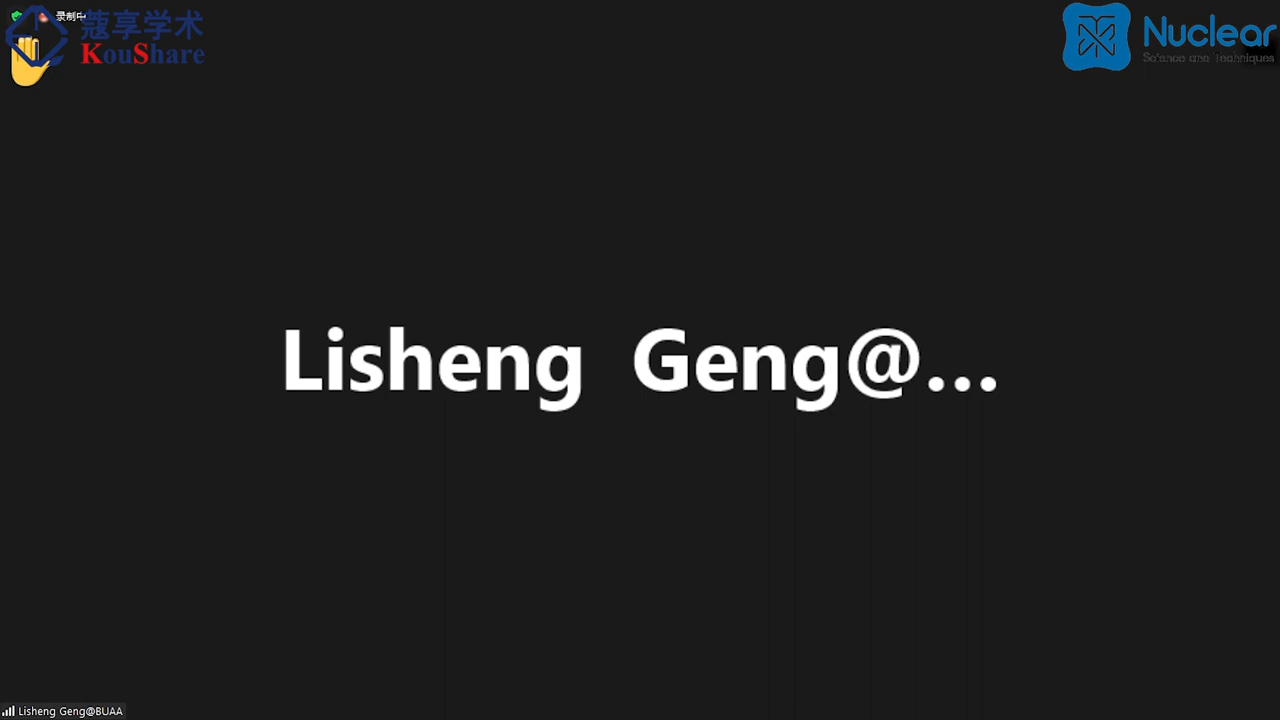 录制中
蔻享学术
KouShare
Nuclear
Science and Techniques
Lisheng Geng@...
Lisheng Geng@BUAA